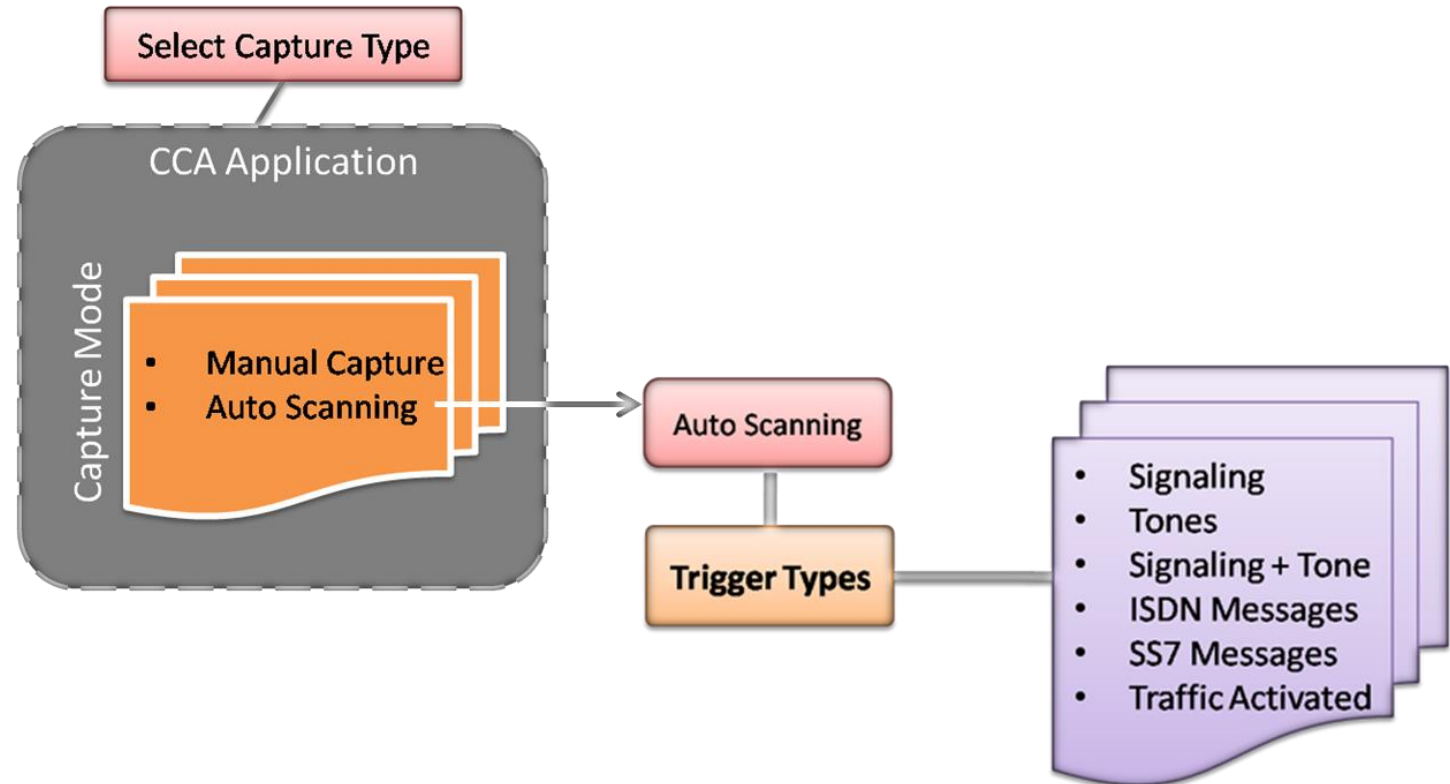 Select Capture Type
CCA Application
Capture Mode
• Manual Capture
• Auto Scanning
Auto Scanning
Trigger Types
• Signaling
• Tones
• Signaling + Tone
• ISDN Messages
• SS7 Messages
• Traffic Activated